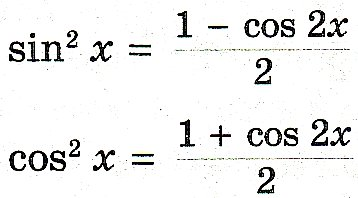 sin² x = (1 − cos 2x)/2
cos² x = (1 + cos 2x)/2